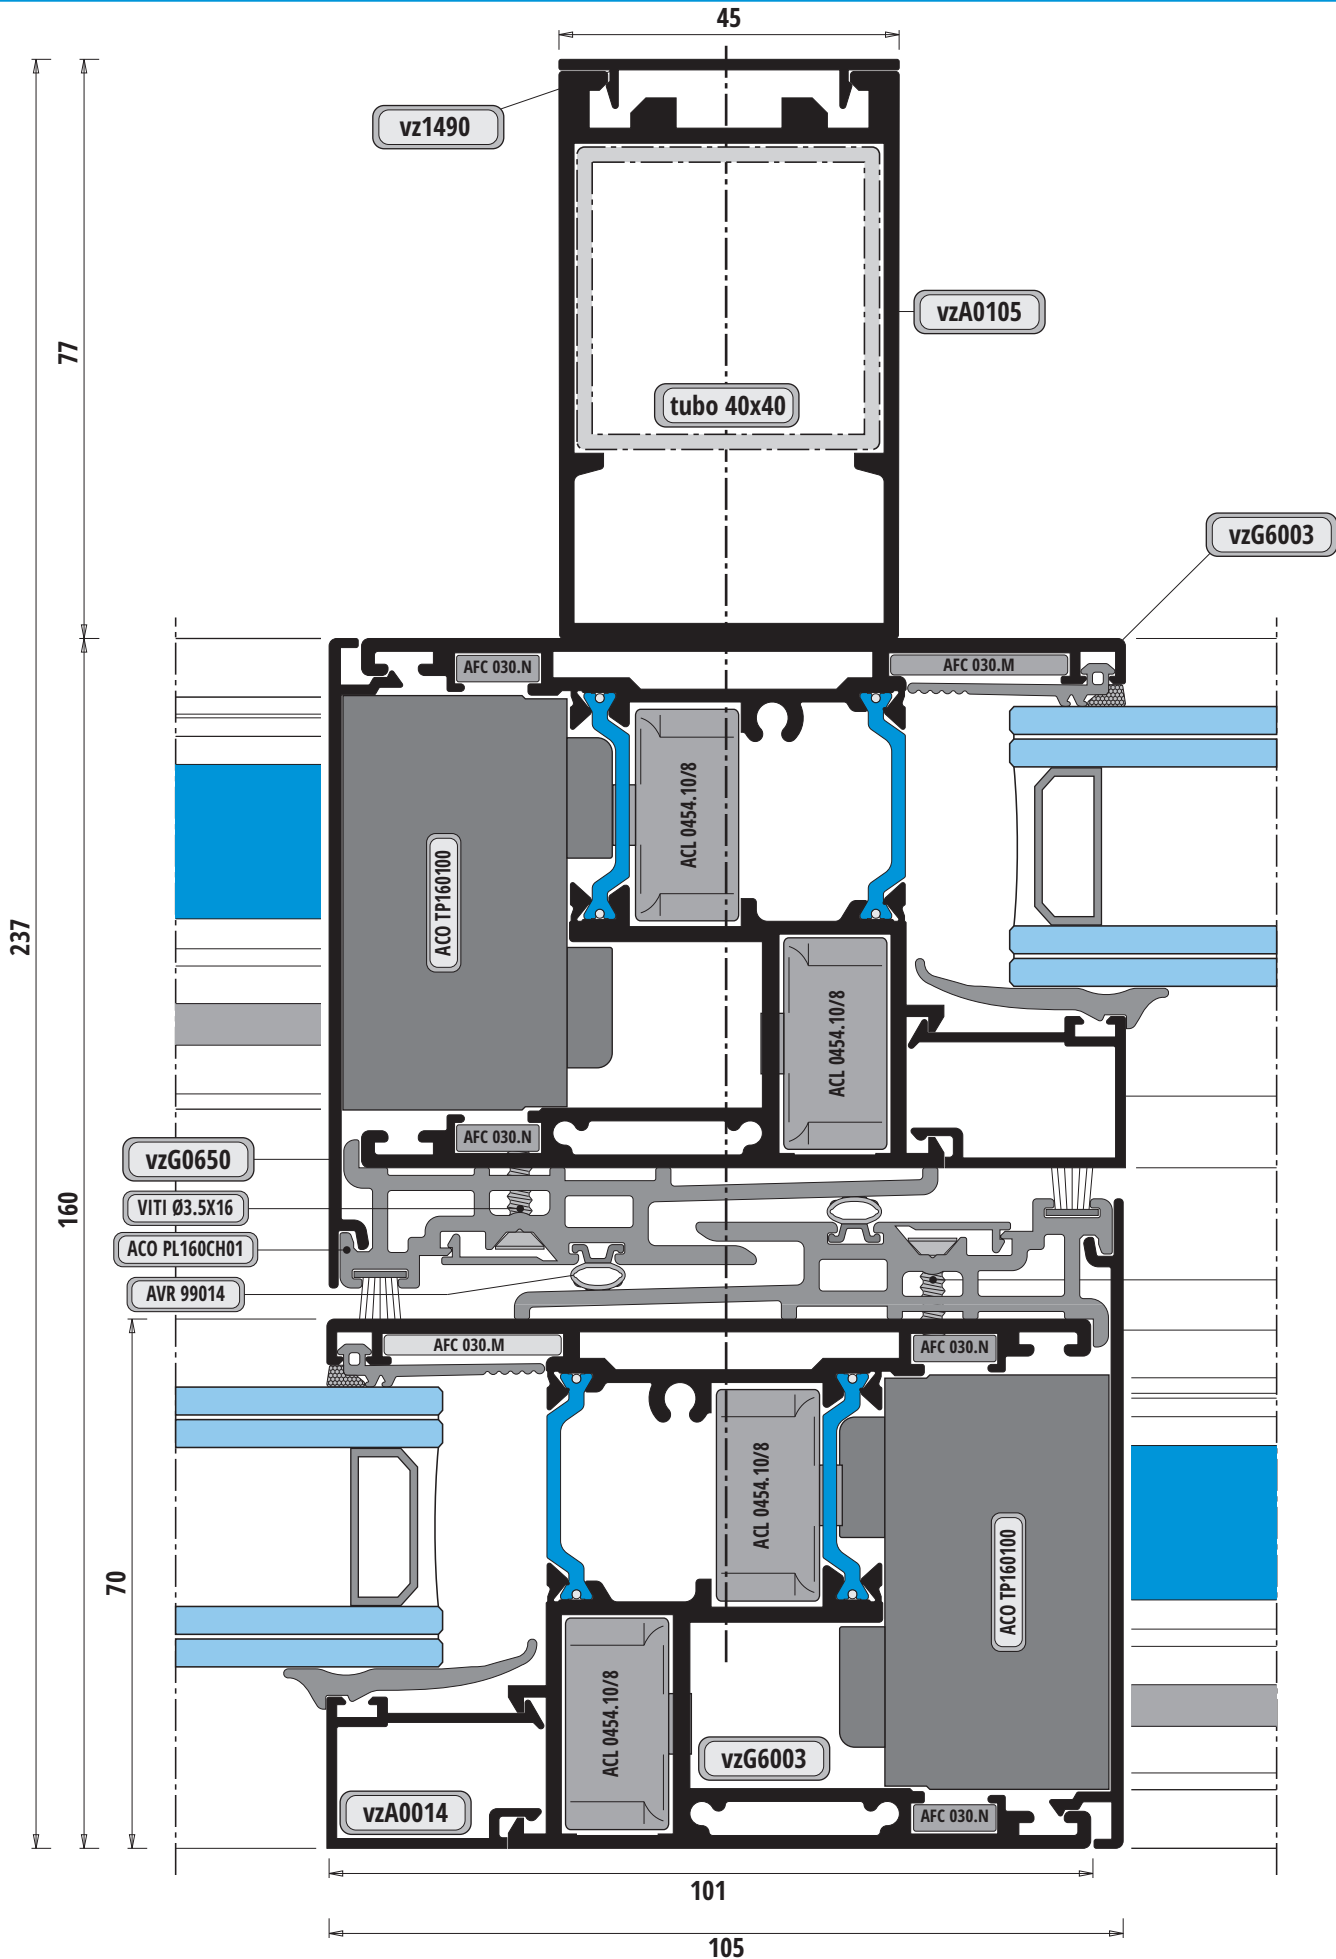 45
vz1490
vzA0105
77
tubo 40x40
vzG6003
AFC 030.N
AFC 030.M
ACL 0454.10/8
ACO TP160100
237
ACL 0454.10/8
AFC 030.N
vzG0650
VITI Ø3.5X16
160
ACO PL160CH01
AVR 99014
AFC 030.M
AFC 030.N
ACL 0454.10/8
ACO TP160100
70
ACL 0454.10/8
vzG6003
vzA0014
AFC 030.N
101
105